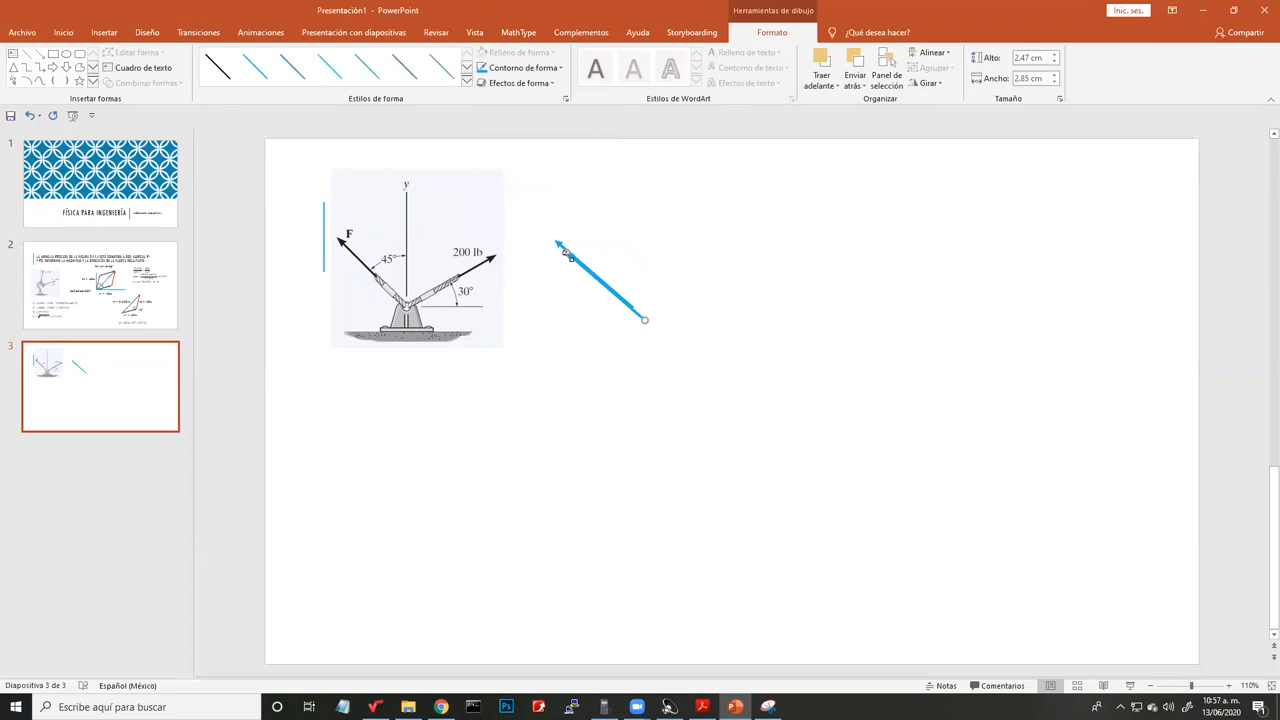 Presentación1 - PowerPoint
Herramientas de dibujo
Inic. ses.
Archivo
Inicio
Insertar
Diseño
Transiciones
Animaciones
Presentación con diapositivas
Revisar
Vista
MathType
Complementos
Ayuda
Storyboarding
Formato
¿Qué desea hacer?
Compartir
Editar forma
Cuadro de texto
Combinar formas
Insertar formas
Estilos de forma
Relleno de forma
Contorno de forma
Efectos de forma
A A A
Estilos de WordArt
Relleno de texto
Contorno de texto
Efectos de texto
Traer adelante
Enviar atrás
Panel de selección
Alinear
Agrupar
Girar
Organizar
Alto: 2.47 cm
Ancho: 2.85 cm
Tamaño
1
FÍSICA PARA INGENIERÍA
2
3
y
F
45°
200 lb
30°
Diapositiva 3 de 3
Español (México)
Notas
Comentarios
110%
Escribe aquí para buscar
10:57 a. m.
13/06/2020